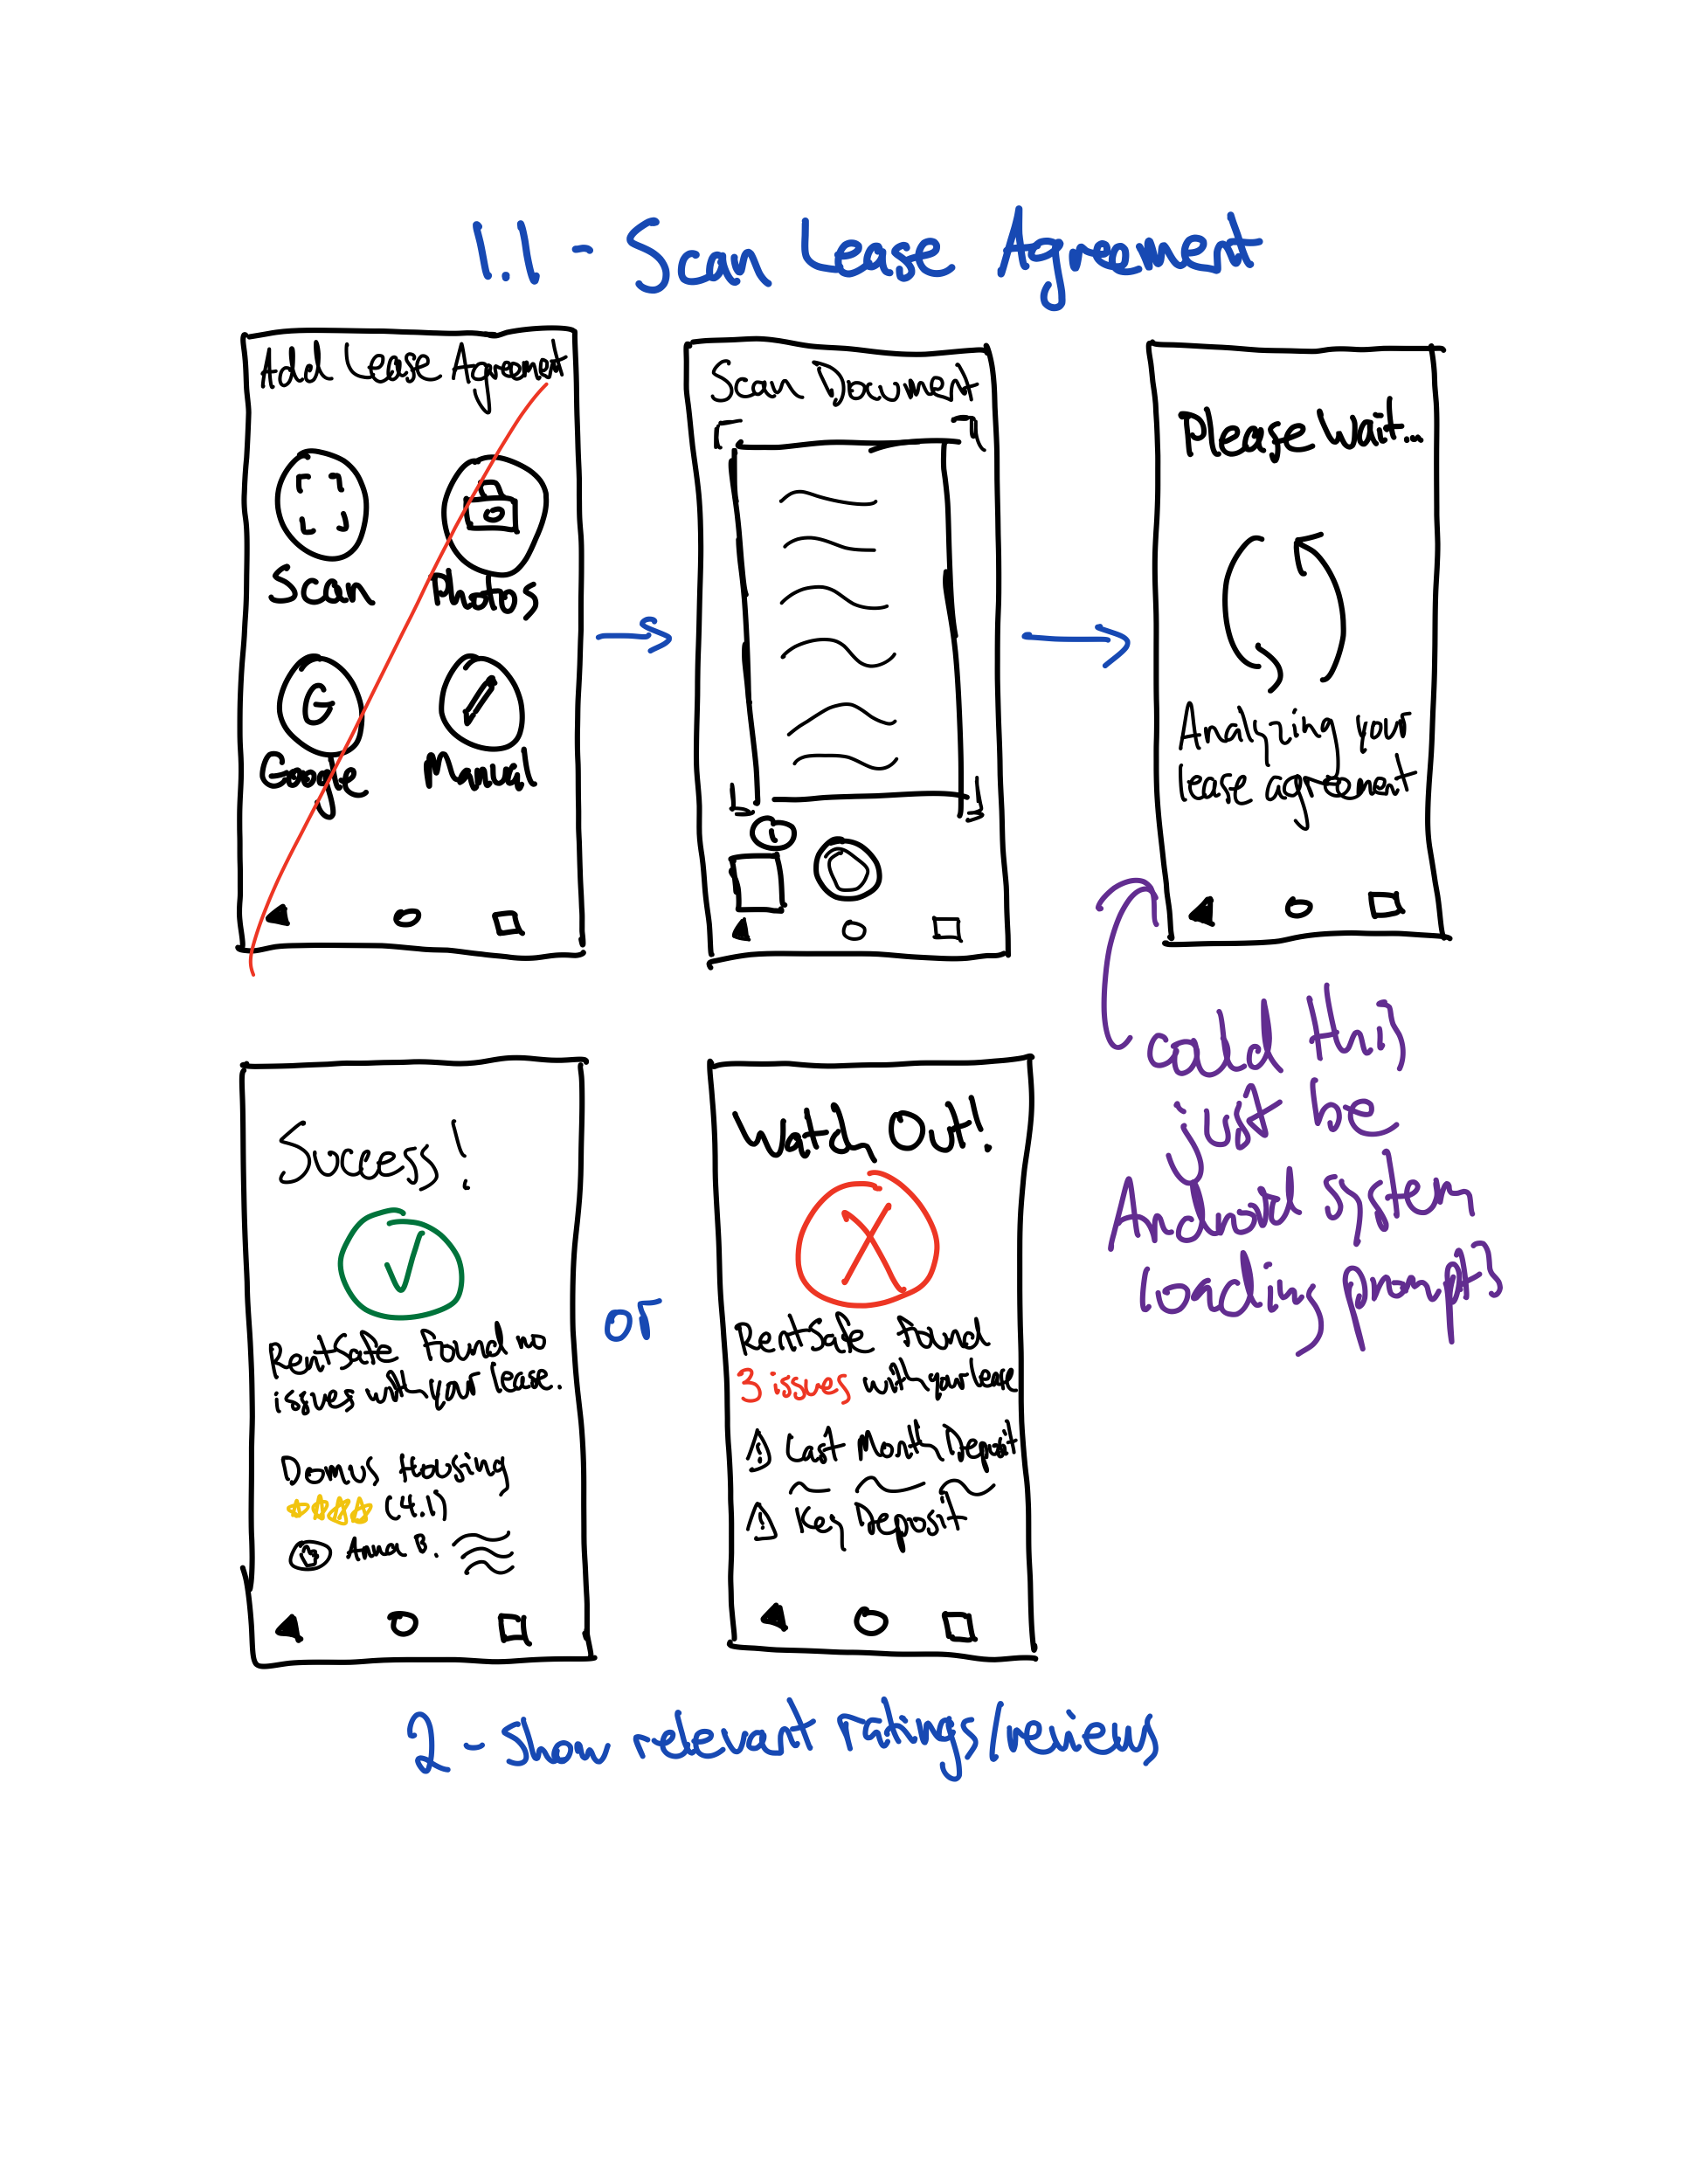 1.1 - Scan Lease Agreement
Add Lease Agreement
Scan
Photos
G
Google
Manual
Scan Document
1
Please wait...
Analyzing your
lease agreement
could this
just be
Android system
loading prompt?
Success!
RentSafe found no
issues with your lease.
Domus Housing
(4.1)
Anna B.
or
Watch Out!
RentSafe found
3 issues with your lease
! Last Month Deposit
! Key Deposit
2 - Show relevant ratings/reviews